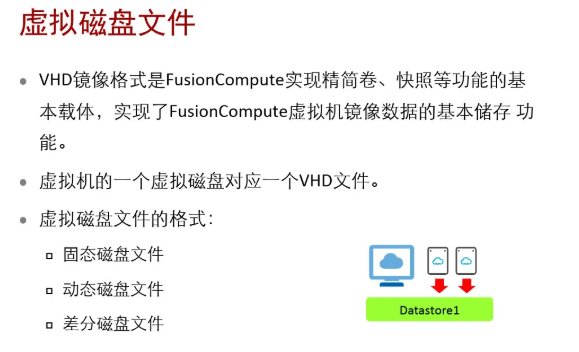 虚拟磁盘文件
VHD镜像格式是FusionCompute实现精简卷、快照等功能的基
本载体，实现了FusionCompute虚拟机镜像数据的基本储存 功
能。
虚拟机的一个虚拟磁盘对应一个VHD文件。
虚拟磁盘文件的格式：
固态磁盘文件
动态磁盘文件
差分磁盘文件
Datastore1